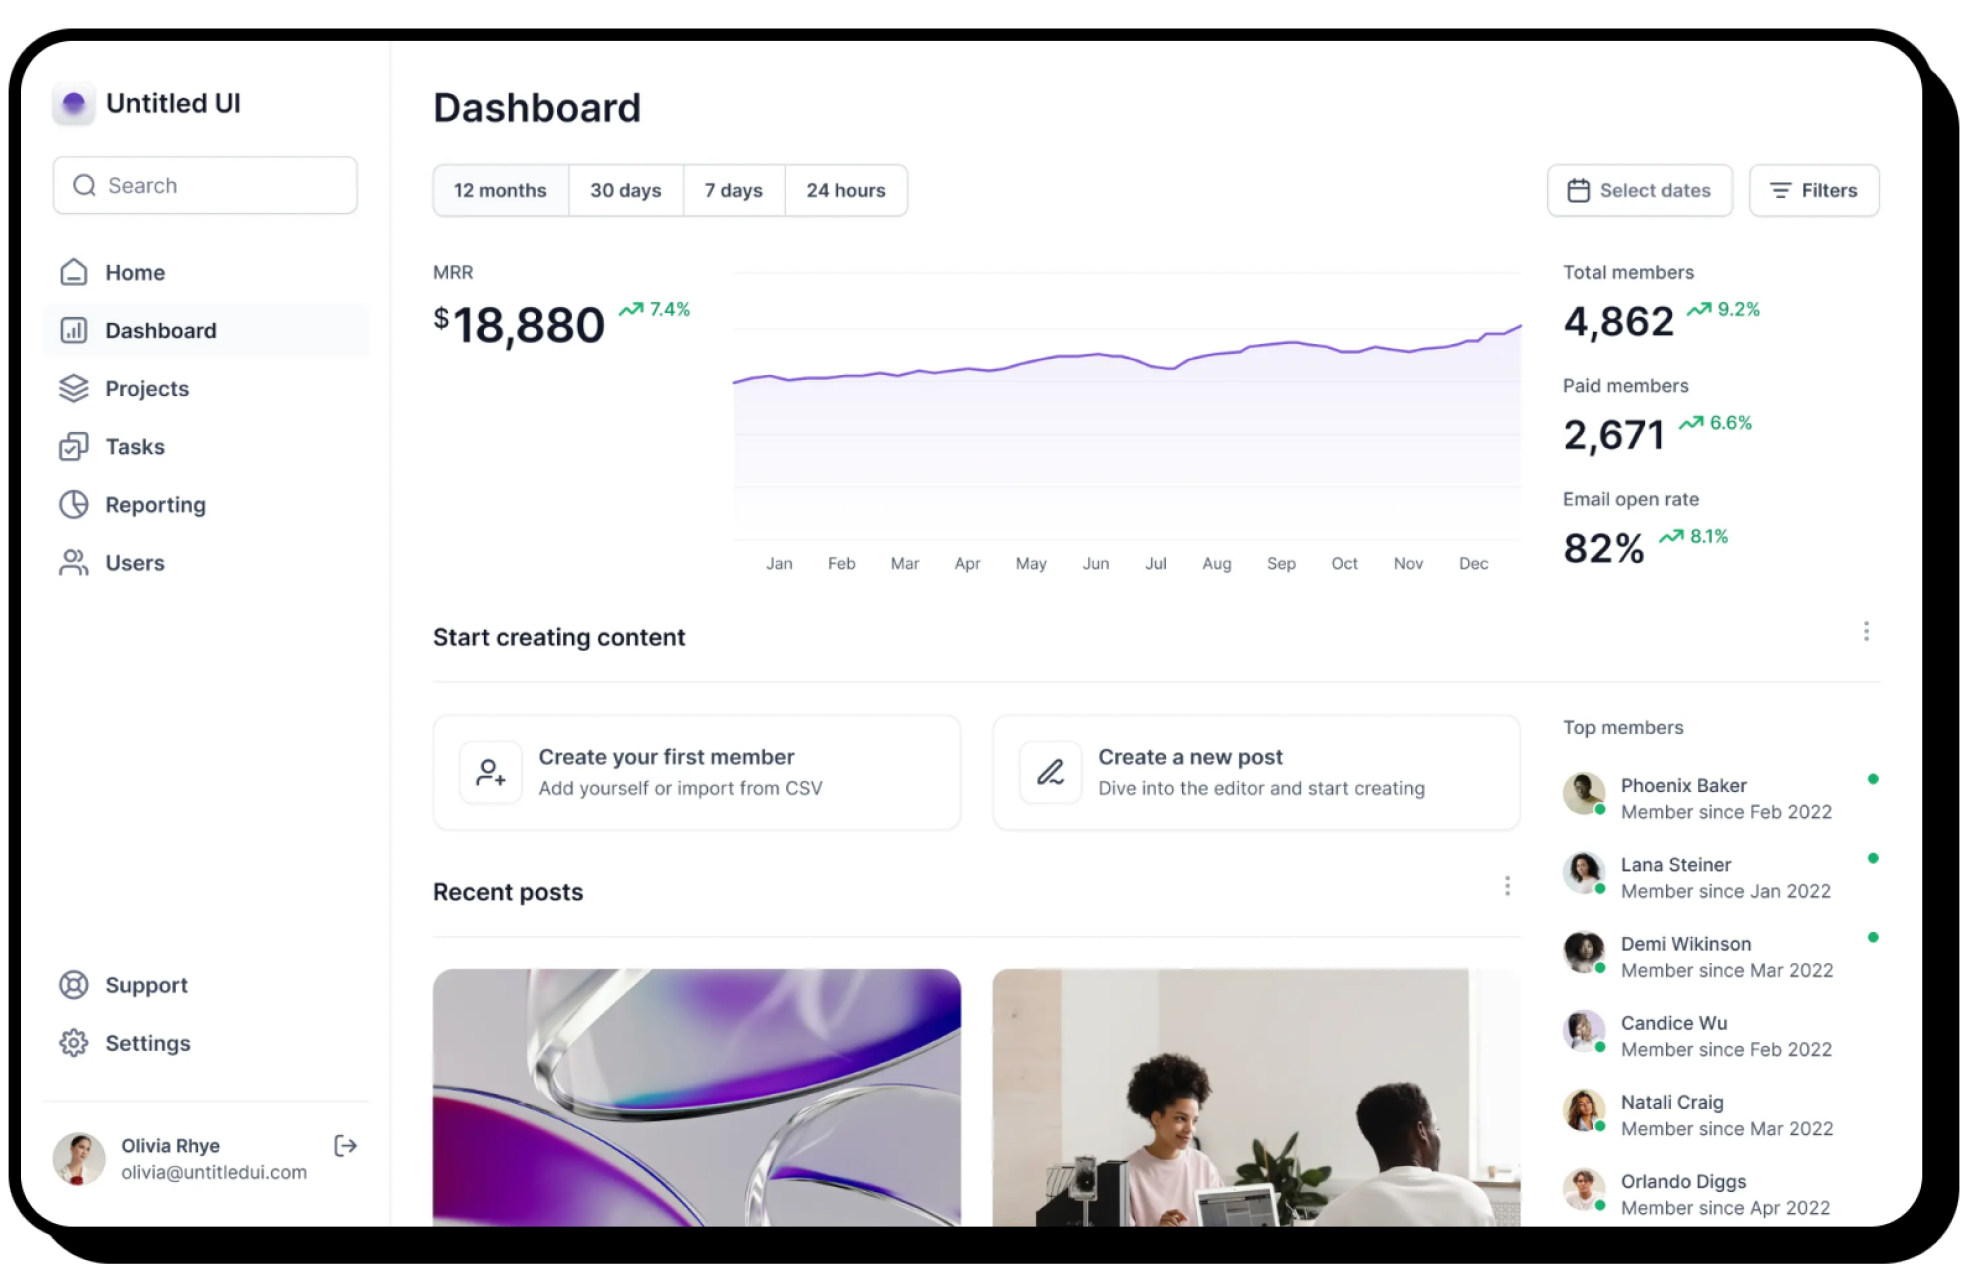 Untitled UI
Search
Home
Dashboard
Projects
Tasks
Reporting
Users
Support
Settings
Olivia Rhye
olivia@untitledui.com
Dashboard
12 months 30 days 7 days 24 hours
Select dates Filters
MRR
$18,880 7.4%
Jan Feb Mar Apr May Jun Jul Aug Sep Oct Nov Dec
Total members
4,862 9.2%
Paid members
2,671 6.6%
Email open rate
82% 8.1%
Start creating content
Create your first member
Add yourself or import from CSV
Create a new post
Dive into the editor and start creating
Recent posts
Top members
Phoenix Baker
Member since Feb 2022
Lana Steiner
Member since Jan 2022
Demi Wikinson
Member since Mar 2022
Candice Wu
Member since Feb 2022
Natali Craig
Member since Mar 2022
Orlando Diggs
Member since Apr 2022